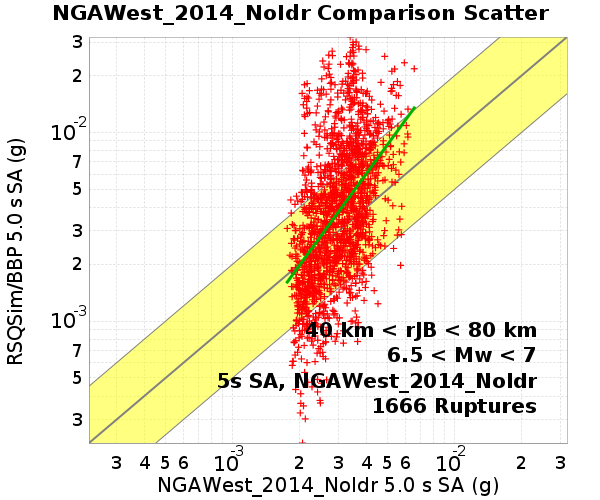 NGAWest_2014_NoIdr Comparison Scatter
RSQSim/BBP 5.0 s SA (g)
3
2
10-2
7
5
3
2
10-3
7
5
3
40 km < rJB < 80 km
6.5 < Mw < 7
5s SA, NGAWest_2014_NoIdr
1666 Ruptures
3 4 5 6 10-3 2 3 4 5 6 10-2 2 3
NGAWest_2014_NoIdr 5.0 s SA (g)